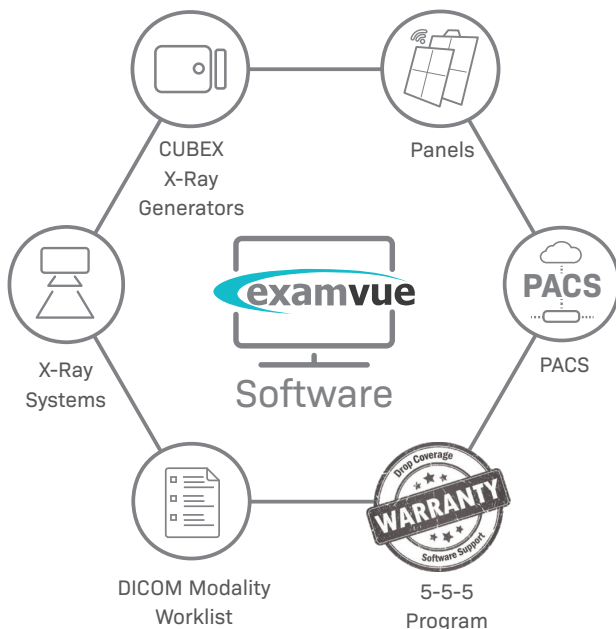 CUBEX
X-Ray
Generators
Panels
examvue
Software
X-Ray
Systems
PACS
PACS
DICOM Modality
Worklist
Drop Coverage
WARRANTY
Software Support
5-5-5
Program